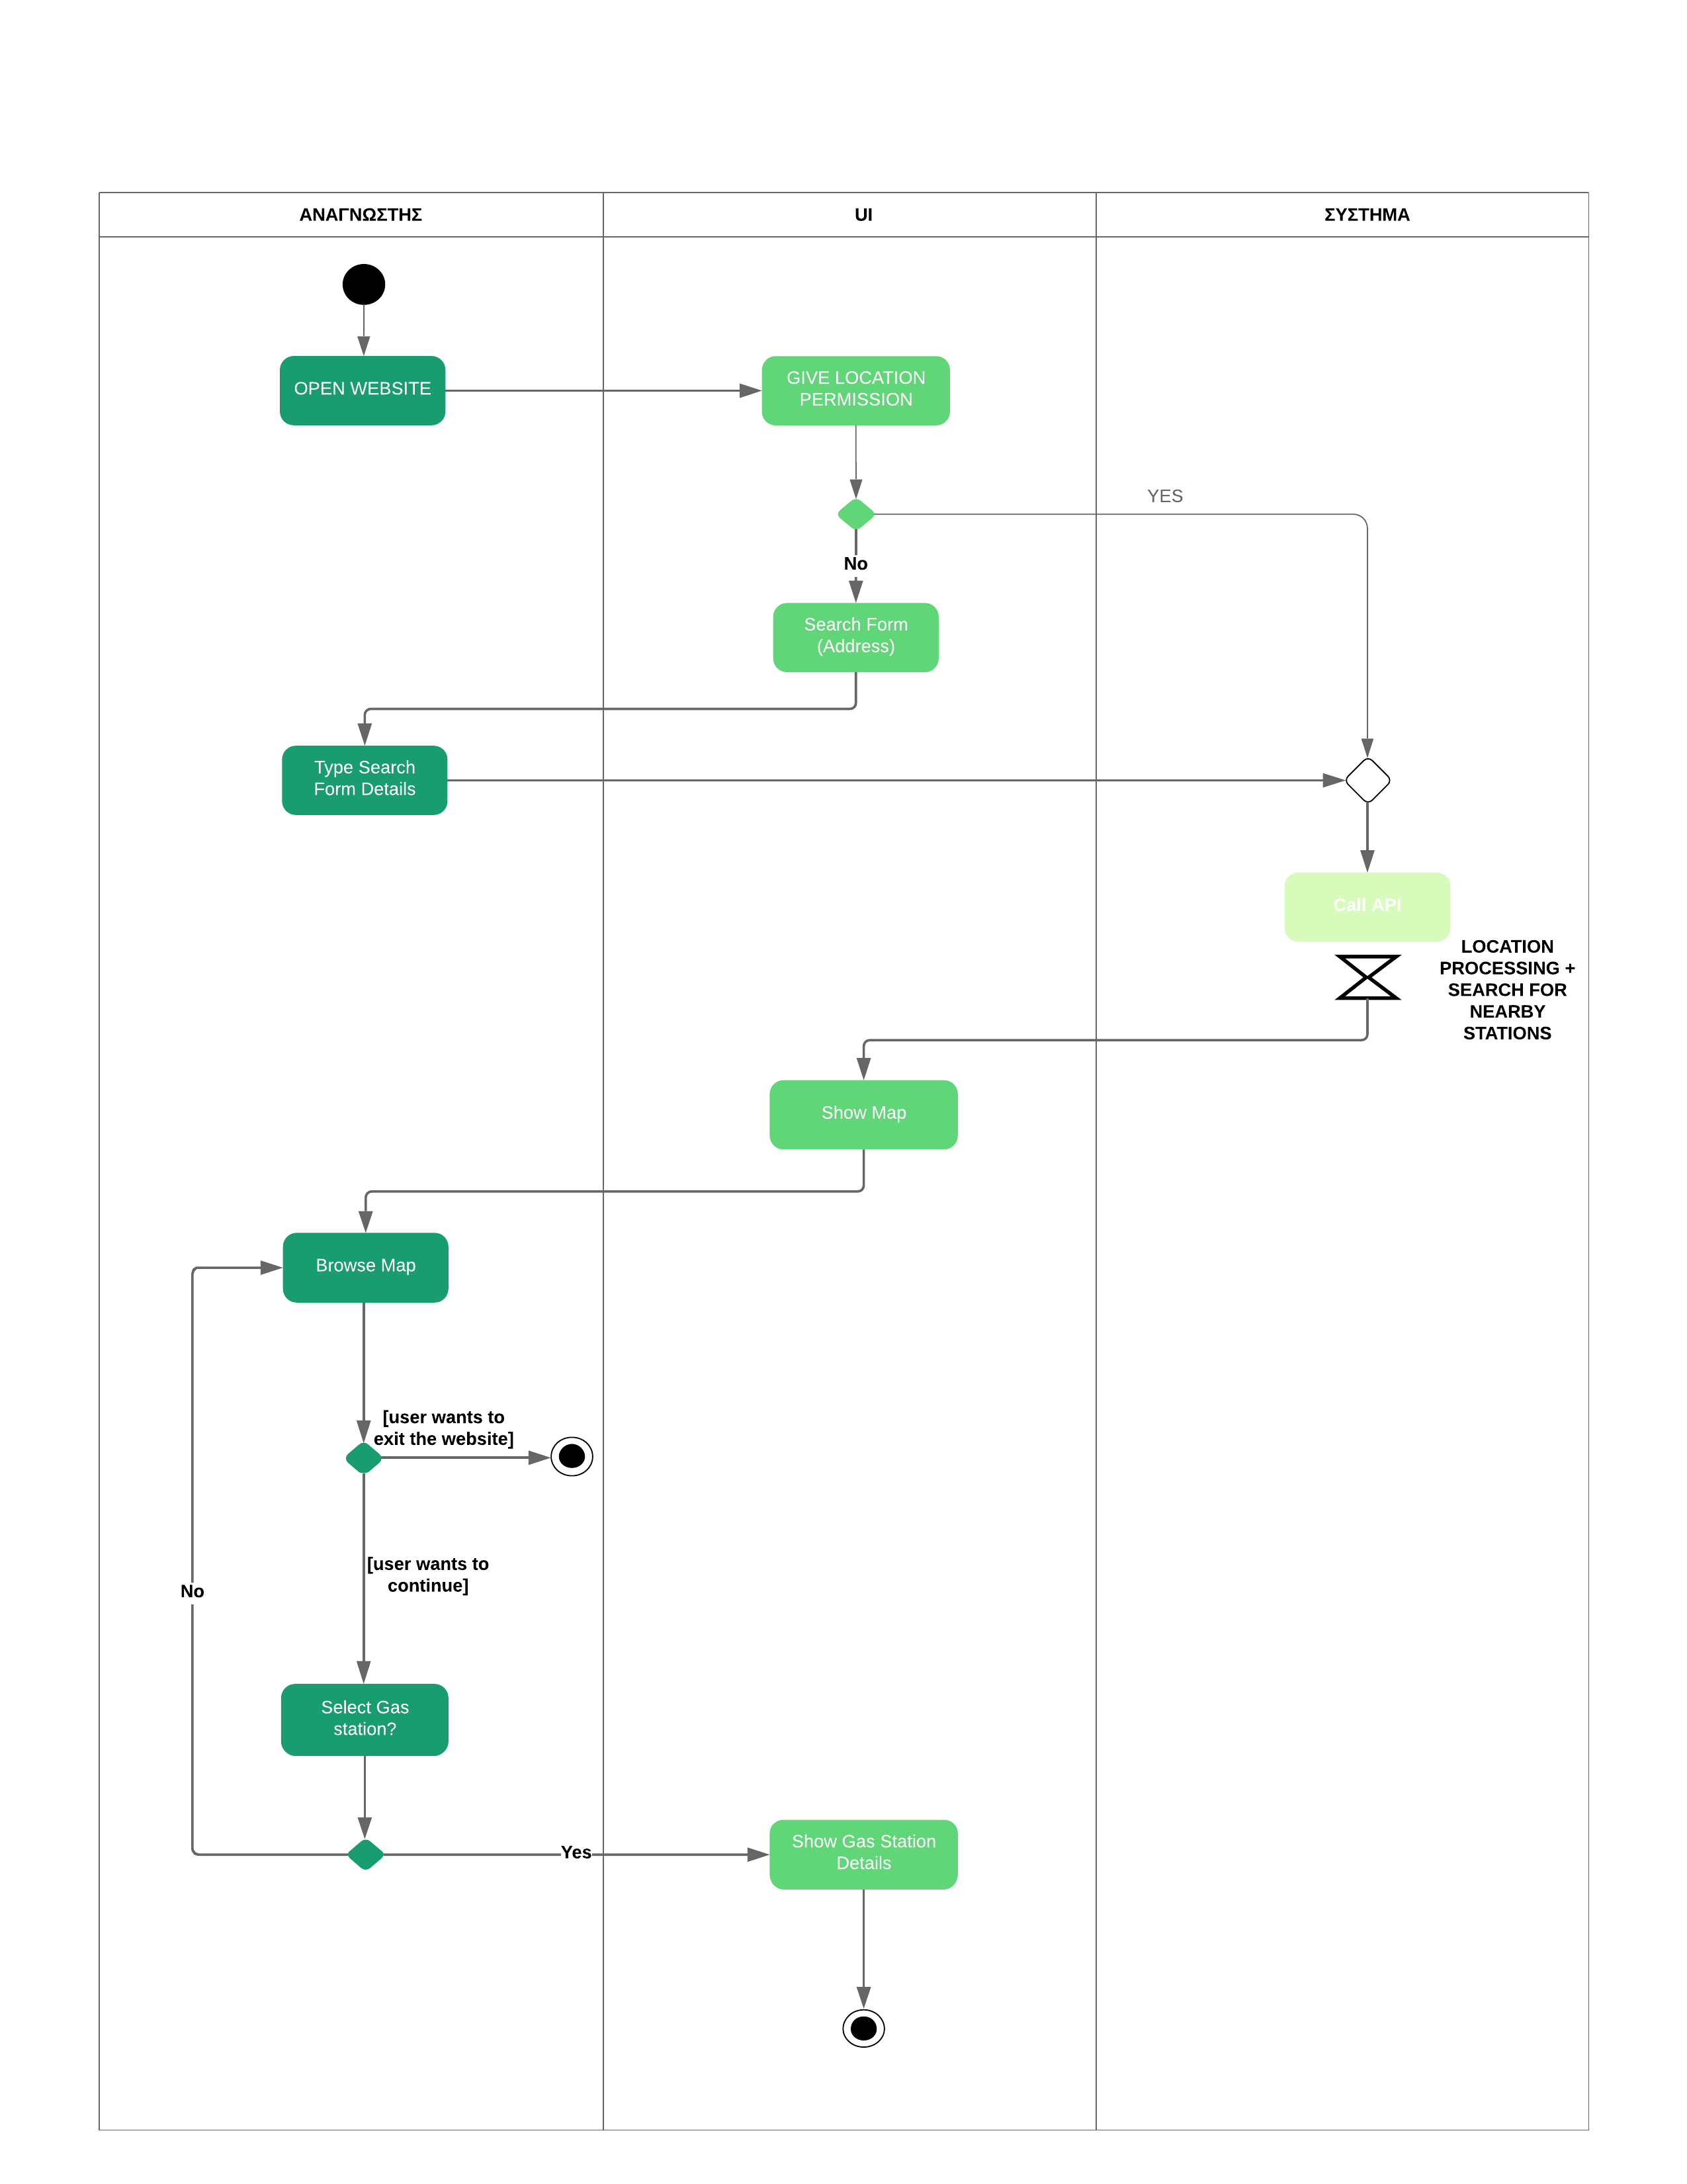 ΑΝΑΓΝΩΣΤΗΣ
UI
ΣΥΣΤΗΜΑ
OPEN WEBSITE
GIVE LOCATION
PERMISSION
YES
No
Search Form
(Address)
Type Search
Form Details
Call API
LOCATION
PROCESSING +
SEARCH FOR
NEARBY
STATIONS
Show Map
Browse Map
[user wants to
exit the website]
[user wants to
continue]
No
Select Gas
station?
Yes
Show Gas Station
Details